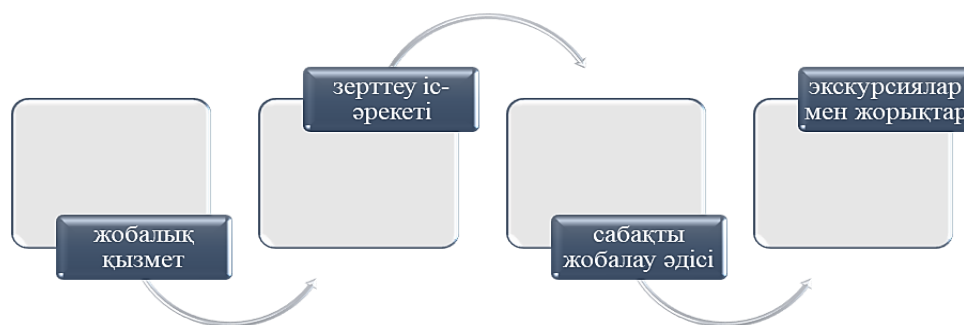 жобалық
қызмет
зерттеу іс-
әрекеті
сабақты
жобалау әдісі
экскурсиялар
мен жорықтар